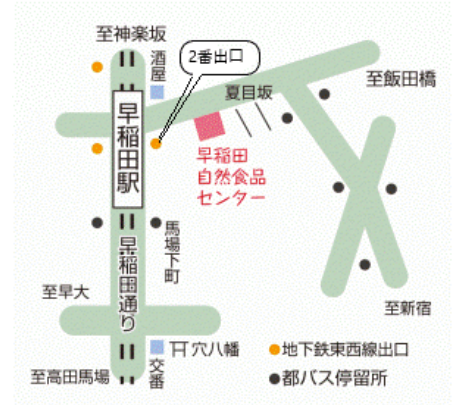 至神楽坂
酒屋
2番出口
至飯田橋
夏目坂
早稲田駅
早稲田
自然食品
センター
馬場下町
早稲田通り
至早大
至新宿
穴八幡
交番
至高田馬場
地下鉄東西線出口
都バス停留所